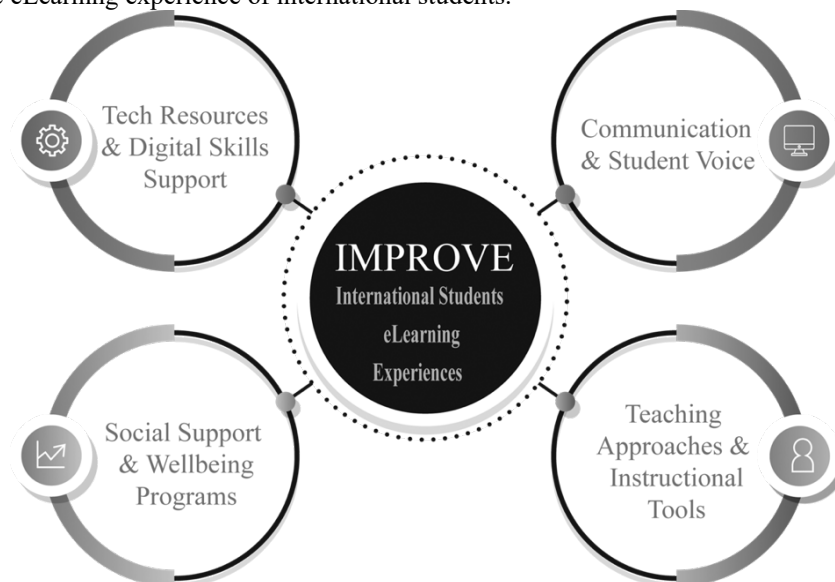 eLearning experience of international students.
Tech Resources
& Digital Skills
Support
Communication
& Student Voice
IMPROVE
International Students
eLearning
Experiences
Social Support
& Wellbeing
Programs
Teaching
Approaches &
Instructional
Tools